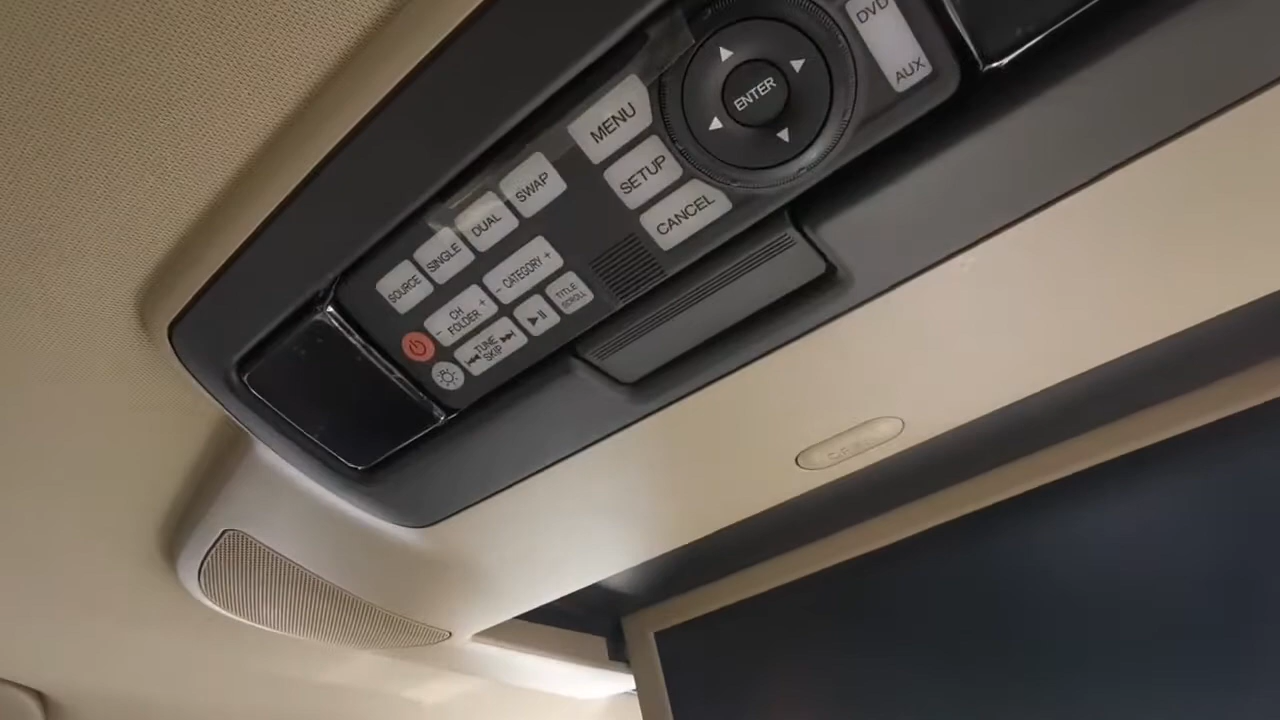 DVD
AUX
ENTER
MENU
SETUP
CANCEL
SWAP
DUAL
SINGLE
SOURCE
- CATEGORY +
- CH +
FOLDER
TITLE
SCROLL
TUNE
SKIP